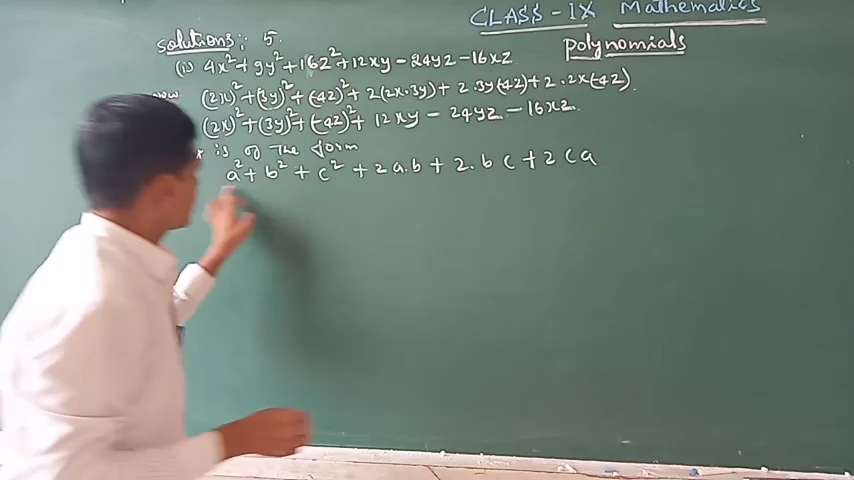 CLASS - IX Mathematics
polynomials
Solutions: 5.
(i) 4x² + 9y² + 16z² + 12xy - 24yz - 16xz
(2x)² + (3y)² + (-4z)² + 2(2x·3y) + 2·3y(-4z) + 2·2x(-4z)
(2x)² + (3y)² + (-4z)² + 12xy - 24yz - 16xz.
is of the form
a² + b² + c² + 2a.b + 2.bc + 2ca